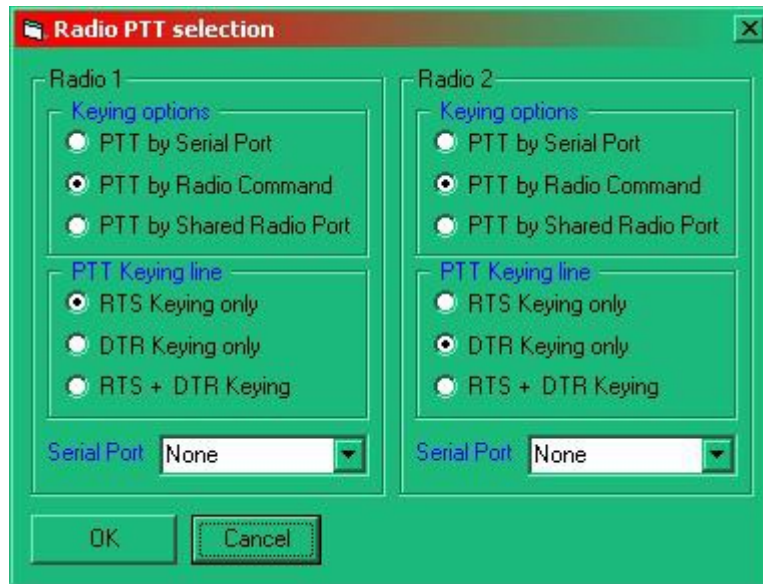 Radio PTT selection
Radio 1
Keying options
PTT by Serial Port
PTT by Radio Command
PTT by Shared Radio Port
PTT Keying line
RTS Keying only
DTR Keying only
RTS + DTR Keying
Serial Port None
Radio 2
Keying options
PTT by Serial Port
PTT by Radio Command
PTT by Shared Radio Port
PTT Keying line
RTS Keying only
DTR Keying only
RTS + DTR Keying
Serial Port None
OK Cancel